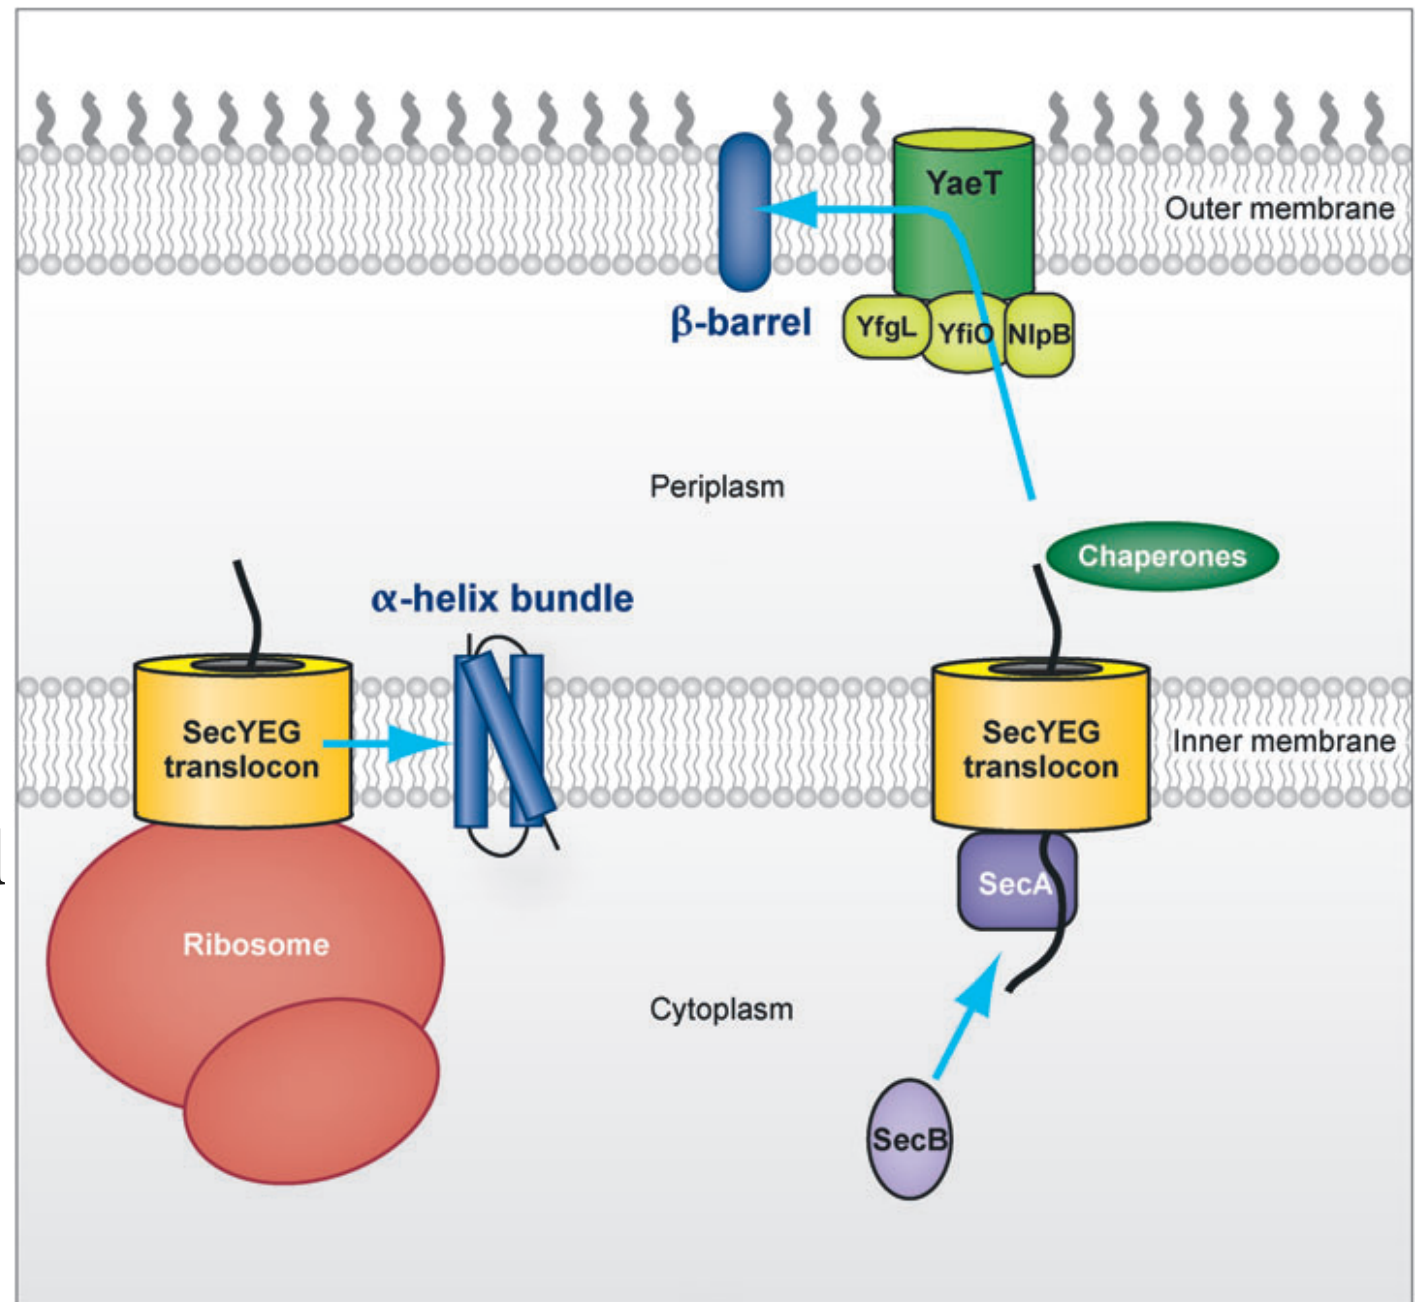 YaeT
Outer membrane
β-barrel
YfgL
YfiO
NlpB
Periplasm
Chaperones
α-helix bundle
SecYEG
translocon
SecYEG
translocon
Inner membrane
SecA
Ribosome
Cytoplasm
SecB